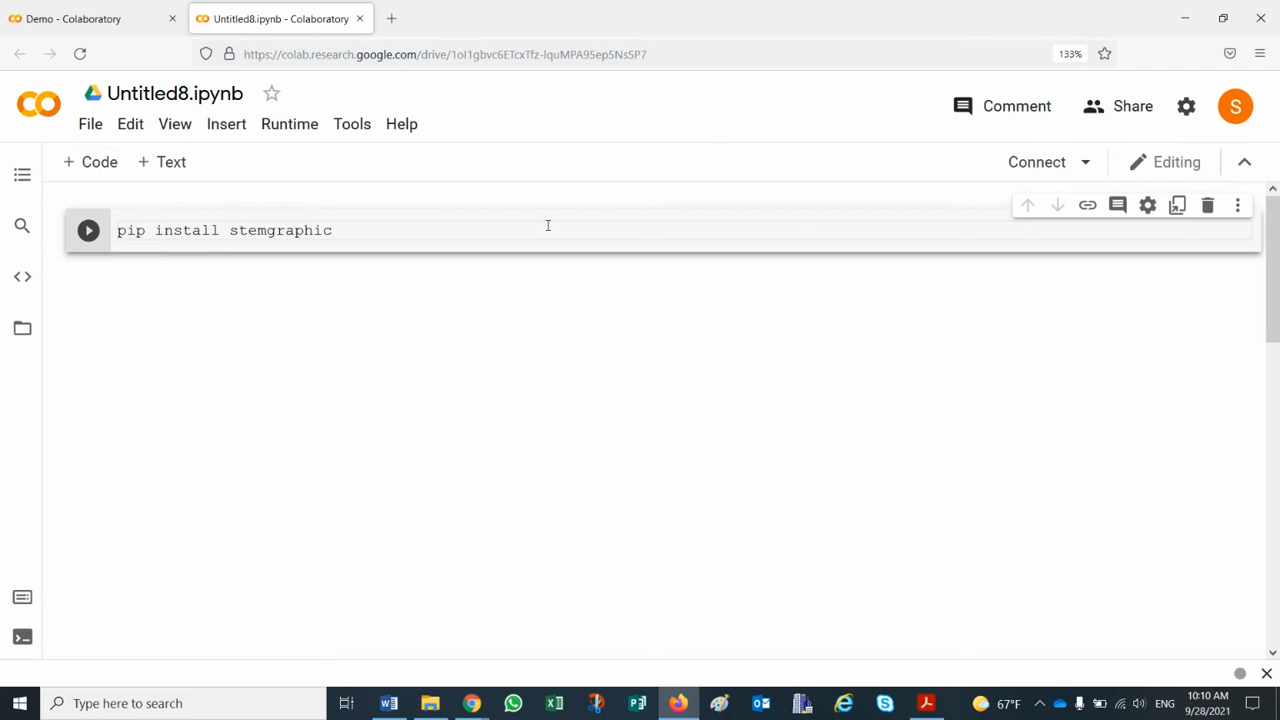 Demo - Colaboratory
Untitled8.ipynb - Colaboratory
https://colab.research.google.com/drive/1oI1gbvc6ETcxTfz-lquMPA95ep5Ns5P7
133%
Untitled8.ipynb
Comment
Share
S
File Edit View Insert Runtime Tools Help
+ Code + Text
Connect
Editing
pip install stemgraphic
Type here to search
67°F
ENG
10:10 AM
9/28/2021